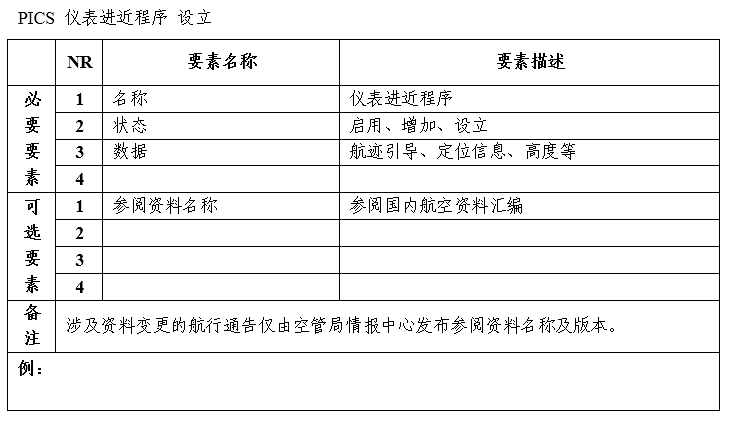 PICS 仪表进近程序 设立
NR 要素名称 要素描述
必要要素
1 名称 仪表进近程序
2 状态 启用、增加、设立
3 数据 航迹引导、定位信息、高度等
4
可选要素
1 参阅资料名称 参阅国内航空资料汇编
2
3
4
备注 涉及资料变更的航行通告仅由空管局情报中心发布参阅资料名称及版本。
例：